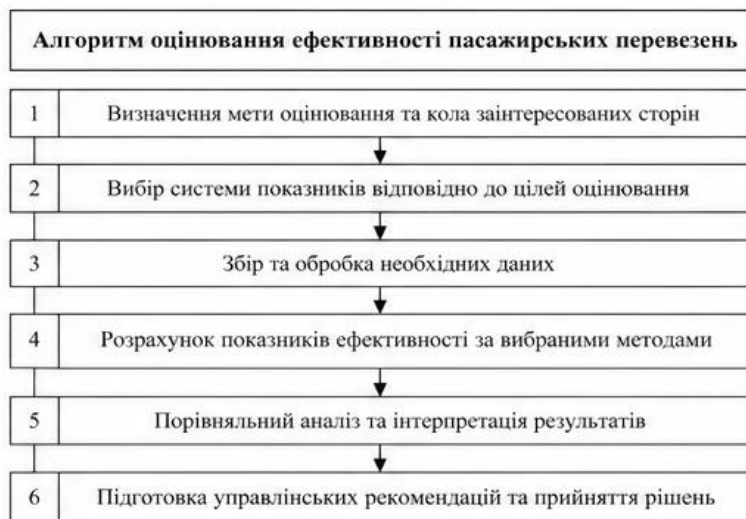 Алгоритм оцінювання ефективності пасажирських перевезень
1 Визначення мети оцінювання та кола заінтересованих сторін
2 Вибір системи показників відповідно до цілей оцінювання
3 Збір та обробка необхідних даних
4 Розрахунок показників ефективності за вибраними методами
5 Порівняльний аналіз та інтерпретація результатів
6 Підготовка управлінських рекомендацій та прийняття рішень